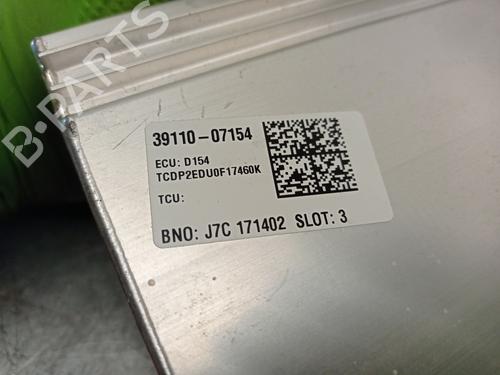 39110-07154
ECU: D154
TCDP2EDU0F17460K
TCU:
BNO: J7C 171402 SLOT: 3
B-PARTS